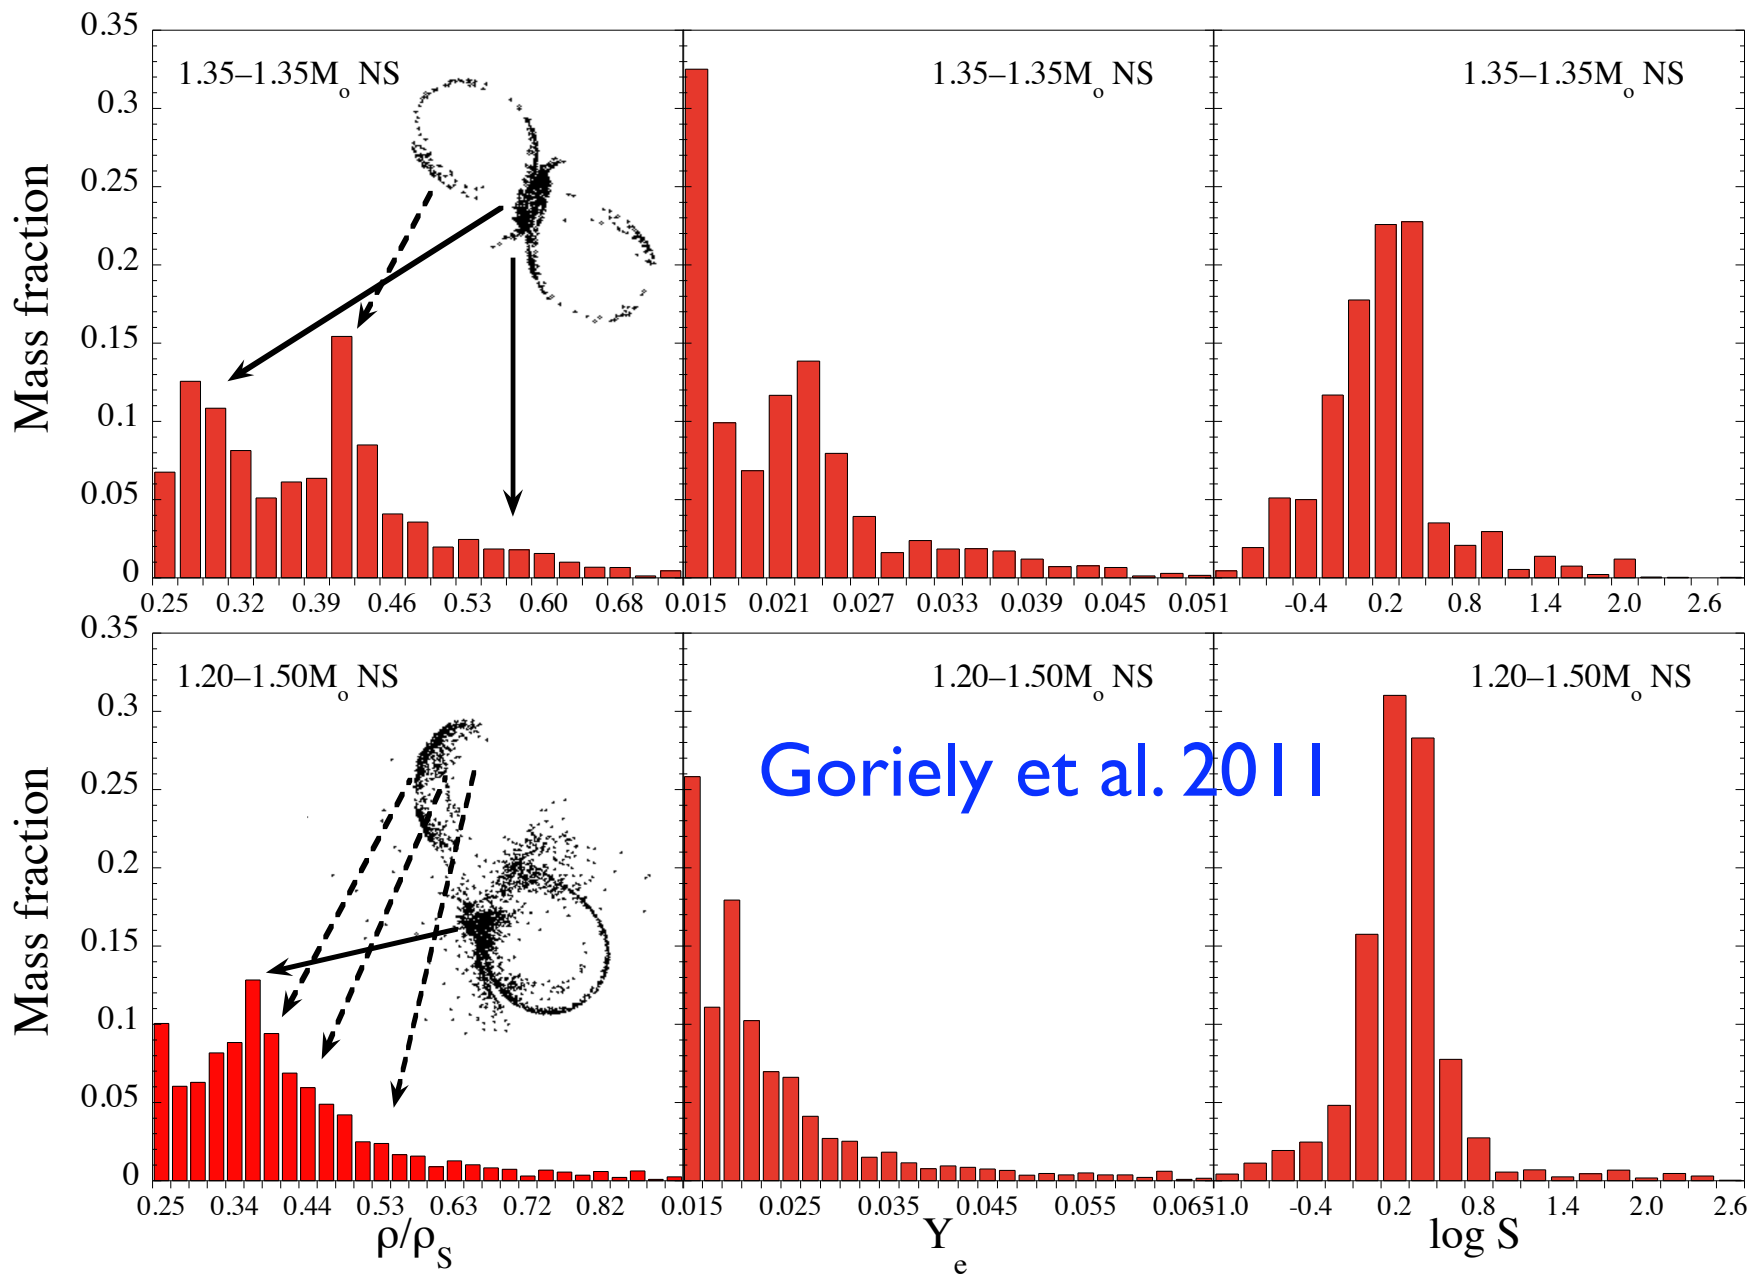 0.35
0.3
0.25
0.2
0.15
0.1
0.05
0
Mass fraction
1.35–1.35Mₒ NS
1.35–1.35Mₒ NS
1.35–1.35Mₒ NS
0.25 0.32 0.39 0.46 0.53 0.60 0.68
0.015 0.021 0.027 0.033 0.039 0.045 0.051
-0.4 0.2 0.8 1.4 2.0 2.6
0.35
0.3
0.25
0.2
0.15
0.1
0.05
0
Mass fraction
1.20–1.50Mₒ NS
1.20–1.50Mₒ NS
1.20–1.50Mₒ NS
Goriely et al. 2011
0.25 0.34 0.44 0.53 0.63 0.72 0.82
0.015 0.025 0.035 0.045 0.055 0.065
-1.0 -0.4 0.2 0.8 1.4 2.0 2.6
ρ/ρS
Yₑ
log S